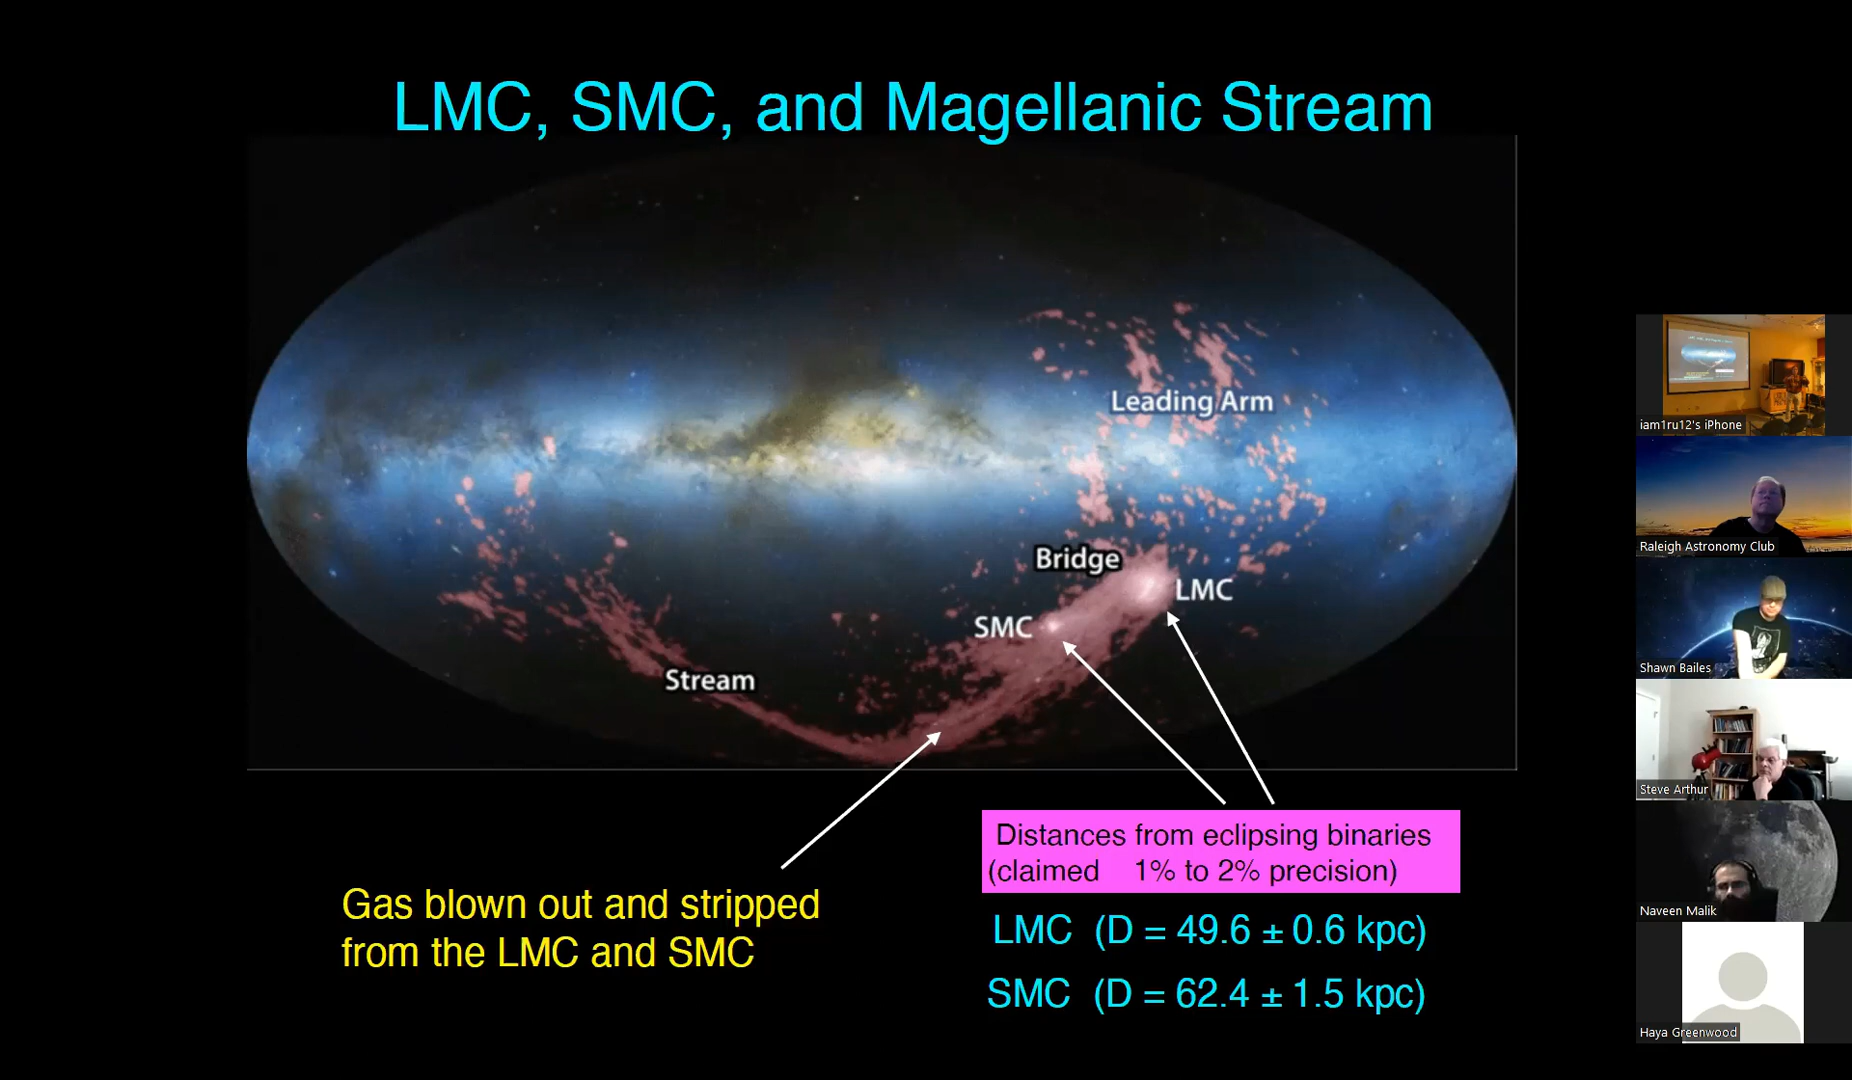 LMC, SMC, and Magellanic Stream
Leading Arm
Bridge
LMC
SMC
Stream
Distances from eclipsing binaries
(claimed 1% to 2% precision)
Gas blown out and stripped
from the LMC and SMC
LMC (D = 49.6 ± 0.6 kpc)
SMC (D = 62.4 ± 1.5 kpc)
iam1ru12's iPhone
Raleigh Astronomy Club
Shawn Bailes
Steve Arthur
Naveen Malik
Haya Greenwood